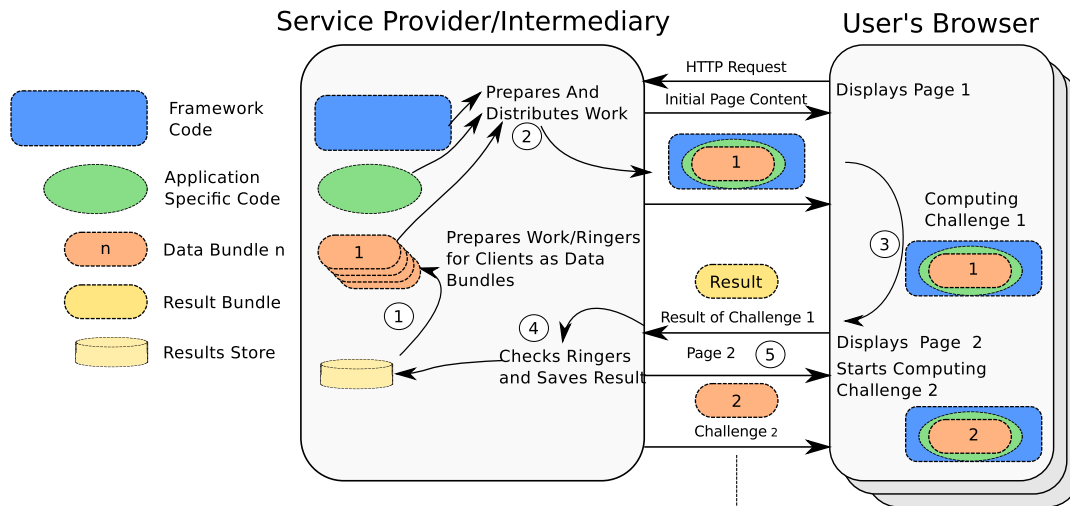 Service Provider/Intermediary
User's Browser
Framework
Code
Application
Specific Code
n
Data Bundle n
Result Bundle
Results Store
Prepares And
Distributes Work
2
1
Prepares Work/Ringers
for Clients as Data
Bundles
1
4
Checks Ringers
and Saves Result
HTTP Request
Initial Page Content
1
Result
Result of Challenge 1
Page 2
5
2
Challenge 2
Displays Page 1
Computing
Challenge 1
3
1
Displays Page 2
Starts Computing
Challenge 2
2